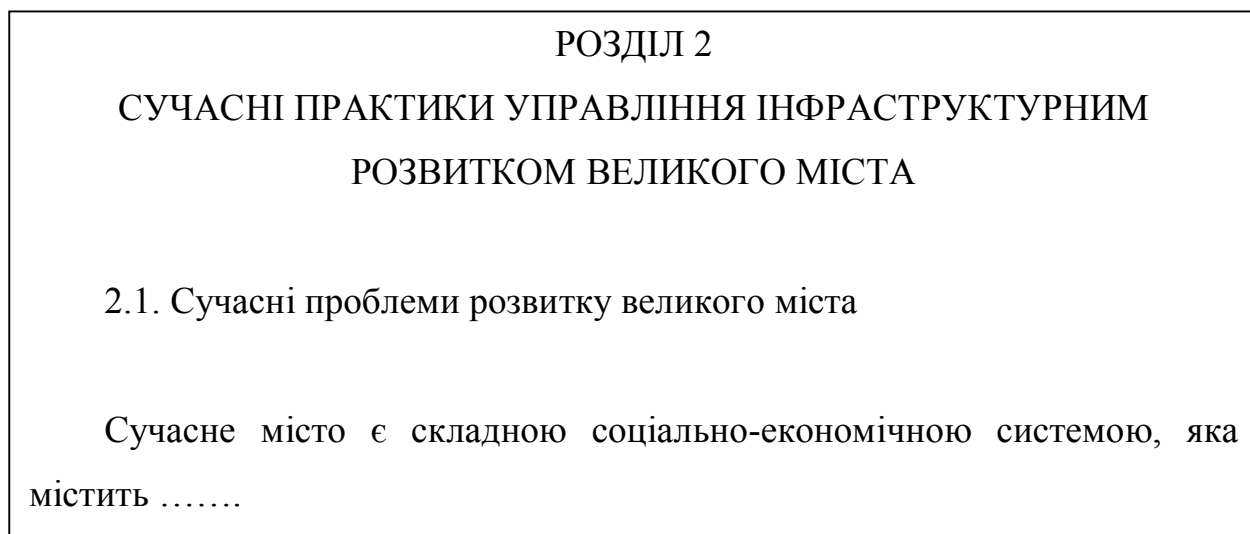 РОЗДІЛ 2
СУЧАСНІ ПРАКТИКИ УПРАВЛІННЯ ІНФРАСТРУКТУРНИМ
РОЗВИТКОМ ВЕЛИКОГО МІСТА
2.1. Сучасні проблеми розвитку великого міста
Сучасне місто є складною соціально-економічною системою, яка
містить …….